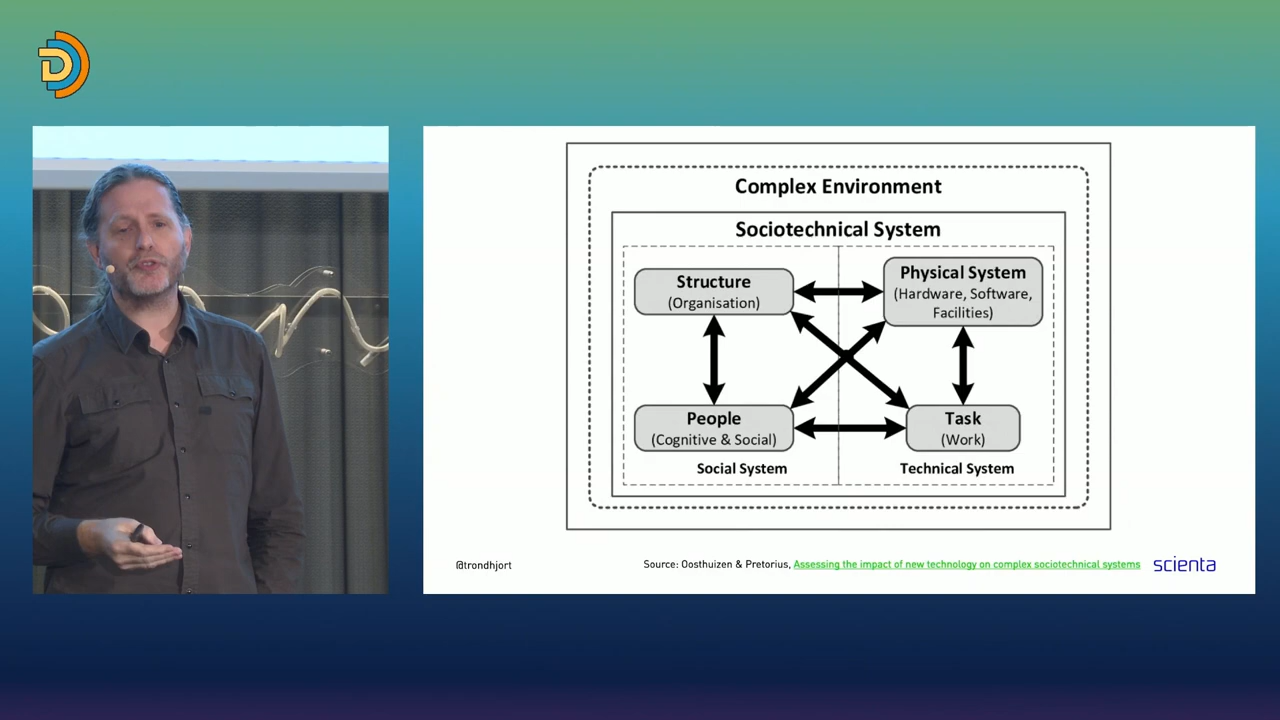 D
Complex Environment
Sociotechnical System
Structure
(Organisation)
Physical System
(Hardware, Software,
Facilities)
People
(Cognitive & Social)
Task
(Work)
Social System
Technical System
@trondhjort
Source: Oosthuizen & Pretorius, Assessing the impact of new technology on complex sociotechnical systems
scienta